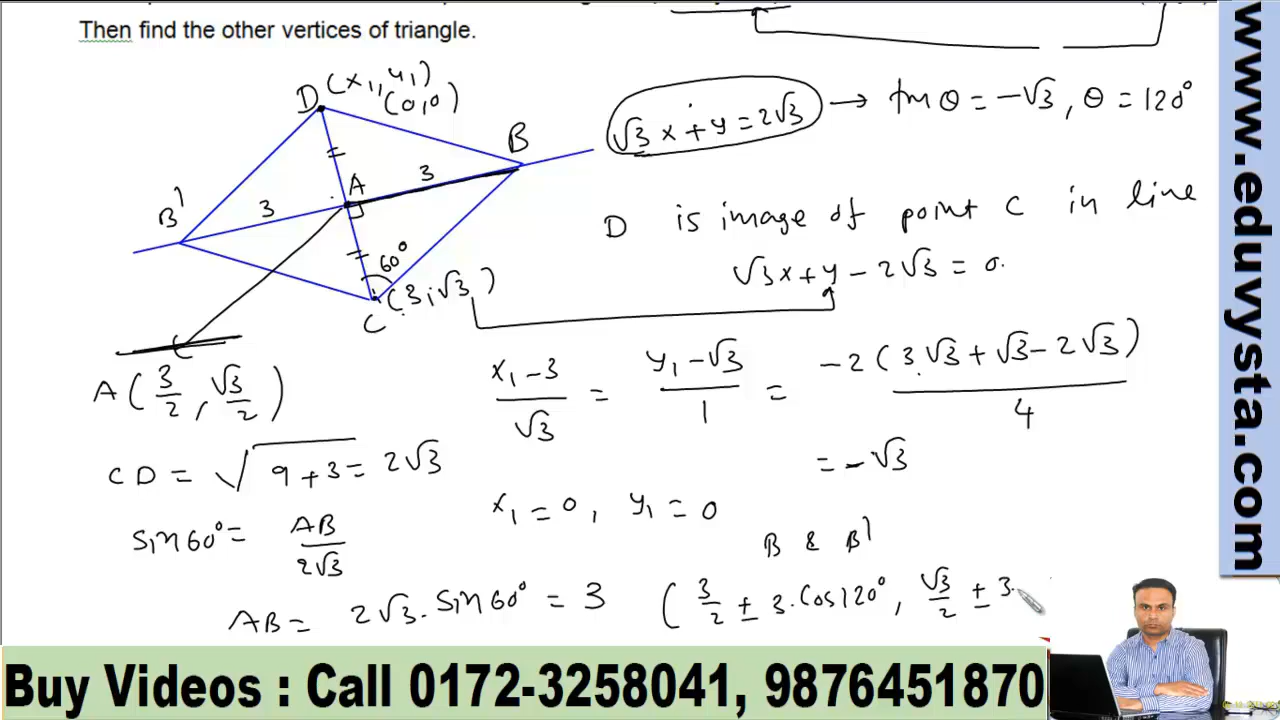 Then find the other vertices of triangle.
D (x₁, y₁)
(0,0)
√3 x + y = 2√3 → tan θ = −√3, θ = 120°
B
A
3
B'
3
D is image of point C in line
√3x + y − 2√3 = 0.
60°
C (3, √3)
A (3/2, √3/2)
(x₁ − 3)/√3 = (y₁ − √3)/1 = −2(3√3 + √3 − 2√3)/4
= −√3
CD = √(9 + 3) = 2√3
x₁ = 0, y₁ = 0
Sin 60° = AB/2√3
B & B'
AB = 2√3 · Sin 60° = 3
(3/2 ± 3·Cos 120°, √3/2 ± 3·
www.eduvysta.com
Buy Videos : Call 0172-3258041, 9876451870